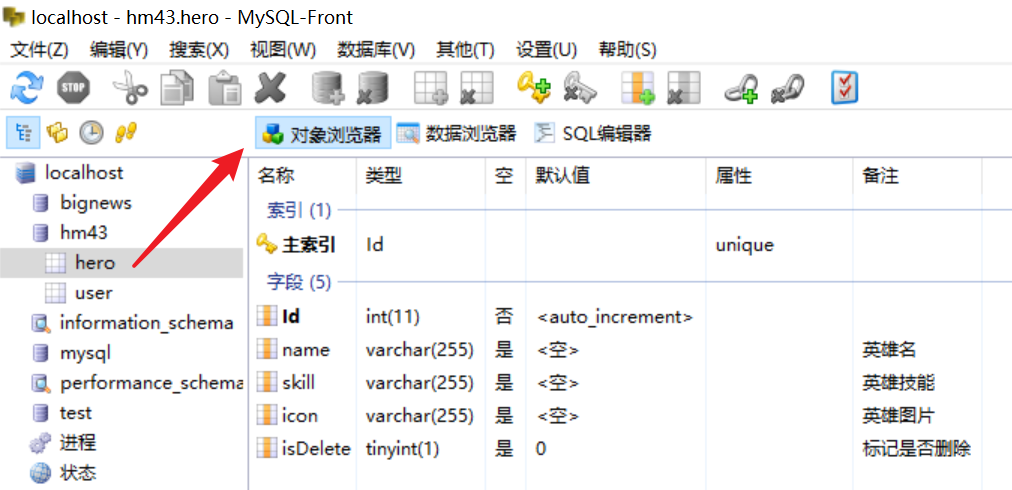 localhost - hm43.hero - MySQL-Front
文件(Z) 编辑(Y) 搜索(X) 视图(W) 数据库(V) 其他(T) 设置(U) 帮助(S)
STOP
对象浏览器 数据浏览器 SQL编辑器
localhost
bignews
hm43
hero
user
information_schema
mysql
performance_schema
test
进程
状态
名称 类型 空 默认值 属性 备注
索引 (1)
主索引 Id unique
字段 (5)
Id int(11) 否 <auto_increment>
name varchar(255) 是 <空> 英雄名
skill varchar(255) 是 <空> 英雄技能
icon varchar(255) 是 <空> 英雄图片
isDelete tinyint(1) 是 0 标记是否删除